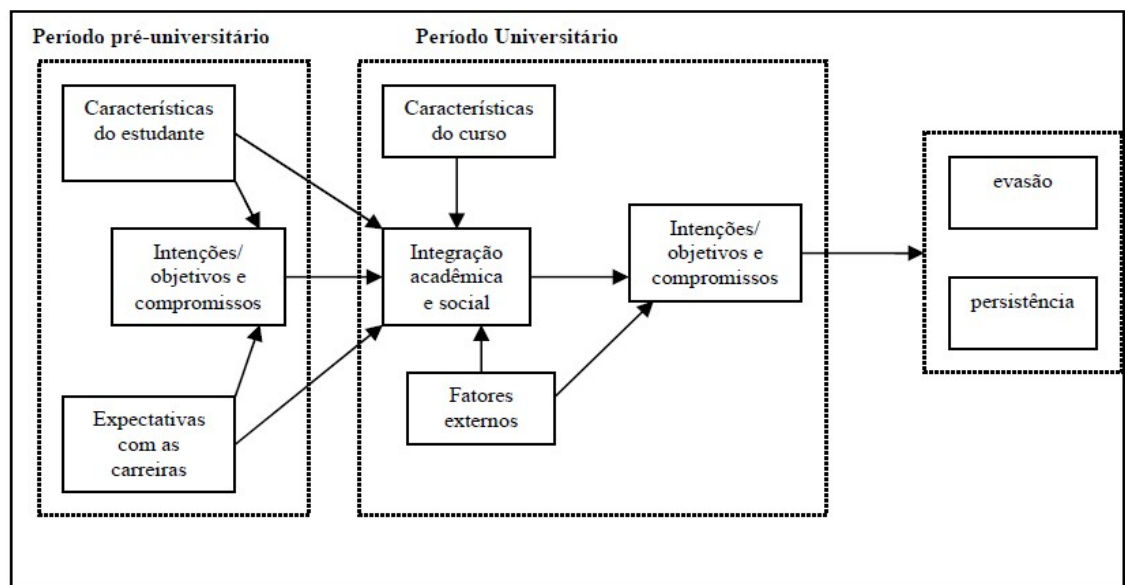 Período pré-universitário
Período Universitário
Características
do estudante
Intenções/
objetivos e
compromissos
Expectativas
com as
carreiras
Características
do curso
Integração
acadêmica
e social
Fatores
externos
Intenções/
objetivos e
compromissos
evasão
persistência